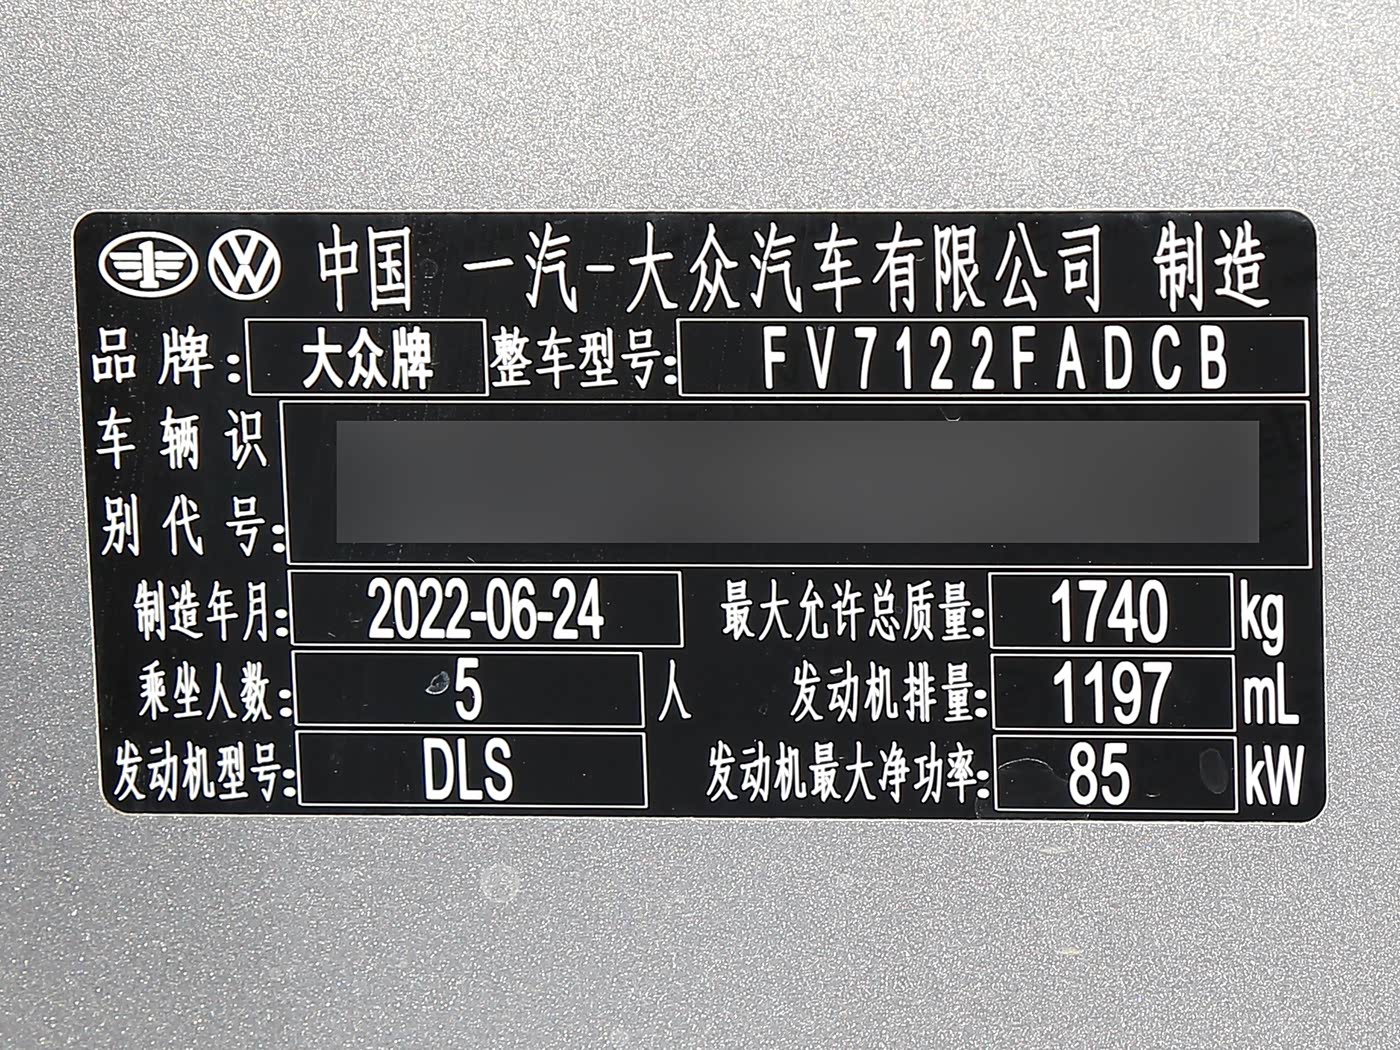 中国 一汽-大众汽车有限公司 制造
品牌: 大众牌 整车型号: FV7122FADCB
车辆识
别代号:
制造年月: 2022-06-24 最大允许总质量: 1740 kg
乘坐人数: 5 人 发动机排量: 1197 mL
发动机型号: DLS 发动机最大净功率: 85 kW